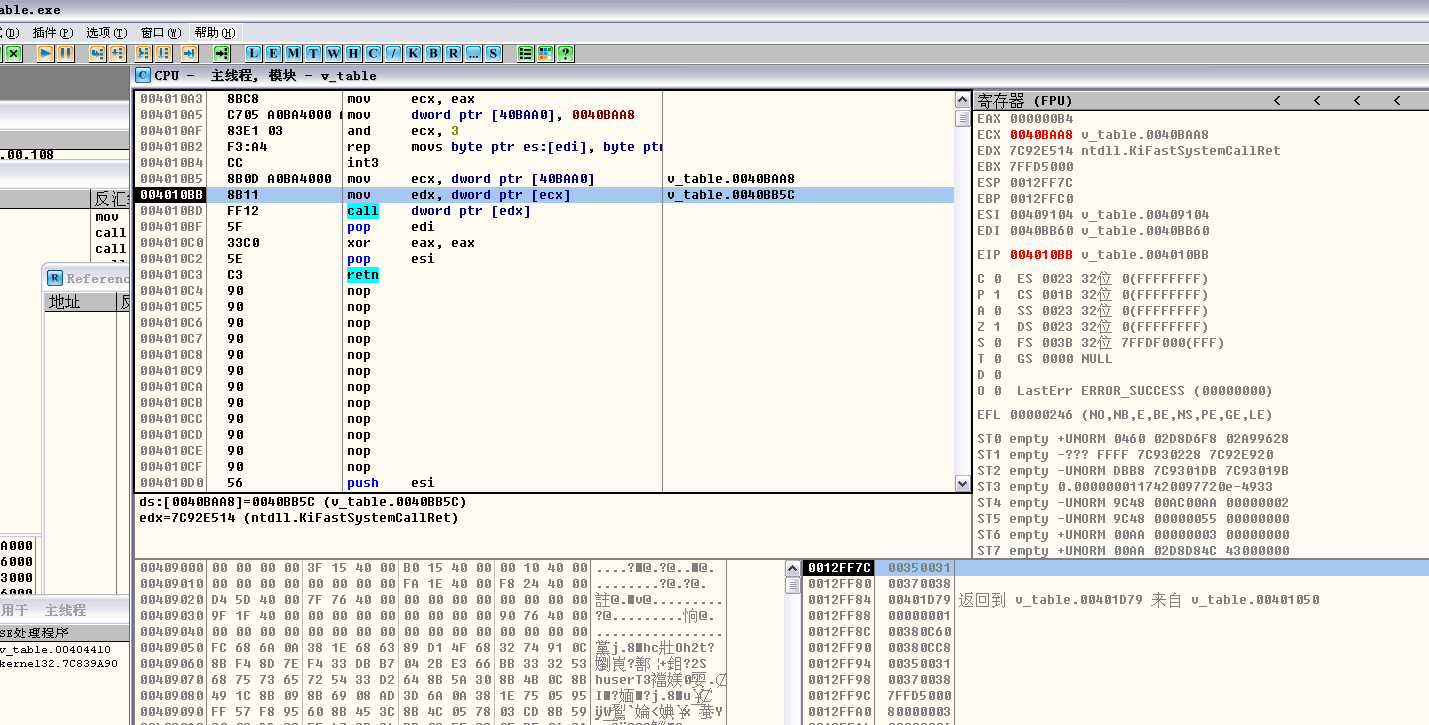 able.exe
式(D) 插件(P) 选项(T) 窗口(W) 帮助(H)
L E M T W H C / K B R ... S ?
C CPU - 主线程, 模块 - v_table
004010A3 8BC8 mov ecx, eax
004010A5 C705 A0BA4000 mov dword ptr [40BAA0], 0040BAA8
004010AF 83E1 03 and ecx, 3
004010B2 F3:A4 rep movs byte ptr es:[edi], byte ptr
004010B4 CC int3
004010B5 8B0D A0BA4000 mov ecx, dword ptr [40BAA0] v_table.0040BAA8
004010BB 8B11 mov edx, dword ptr [ecx] v_table.0040BB5C
004010BD FF12 call dword ptr [edx]
004010BF 5F pop edi
004010C0 33C0 xor eax, eax
004010C2 5E pop esi
004010C3 C3 retn
004010C4 90 nop
004010C5 90 nop
004010C6 90 nop
004010C7 90 nop
004010C8 90 nop
004010C9 90 nop
004010CA 90 nop
004010CB 90 nop
004010CC 90 nop
004010CD 90 nop
004010CE 90 nop
004010CF 90 nop
004010D0 56 push esi
ds:[0040BAA8]=0040BB5C (v_table.0040BB5C)
edx=7C92E514 (ntdll.KiFastSystemCallRet)
寄存器 (FPU) < < < <
EAX 000000B4
ECX 0040BAA8 v_table.0040BAA8
EDX 7C92E514 ntdll.KiFastSystemCallRet
EBX 7FFD5000
ESP 0012FF7C
EBP 0012FFC0
ESI 00409104 v_table.00409104
EDI 0040BB60 v_table.0040BB60
EIP 004010BB v_table.004010BB
C 0 ES 0023 32位 0(FFFFFFFF)
P 1 CS 001B 32位 0(FFFFFFFF)
A 0 SS 0023 32位 0(FFFFFFFF)
Z 1 DS 0023 32位 0(FFFFFFFF)
S 0 FS 003B 32位 7FFDF000(FFF)
T 0 GS 0000 NULL
D 0
O 0 LastErr ERROR_SUCCESS (00000000)
EFL 00000246 (NO,NB,E,BE,NS,PE,GE,LE)
ST0 empty +UNORM 0460 02D8D6F8 02A99628
ST1 empty -??? FFFF 7C930228 7C92E920
ST2 empty -UNORM DBB8 7C9301DB 7C93019B
ST3 empty 0.0000000117420097720e-4933
ST4 empty -UNORM 9C48 00AC00AA 00000002
ST5 empty -UNORM 9C48 00000055 00000000
ST6 empty +UNORM 00AA 00000003 00000000
ST7 empty +UNORM 00AA 02D8D84C 43000000
.00.108
反汇
mov
call
call
R Referenc
地址 反
A000
6000
3000
6000
用于 主线程
SE处理程序
v_table.00404410
kernel32.7C839A90
00409000 00 00 00 00 3F 15 40 00 B0 15 40 00 00 10 40 00
00409010 00 00 00 00 00 00 00 00 FA 1E 40 00 F8 24 40 00
00409020 D4 5D 40 00 7F 76 40 00 00 00 00 00 00 00 00 00
00409030 9F 1F 40 00 00 00 00 00 00 00 00 00 90 76 40 00
00409040 00 00 00 00 00 00 00 00 00 00 00 00 00 00 00 00
00409050 FC 68 6A 0A 38 1E 68 63 89 D1 4F 68 32 74 91 0C
00409060 8B F4 8D 7E F4 33 DB B7 04 2B E3 66 BB 33 32 53
00409070 68 75 73 65 72 54 33 D2 64 8B 5A 30 8B 4B 0C 8B
00409080 49 1C 8B 09 8B 69 08 AD 3D 6A 0A 38 1E 75 05 95
00409090 FF 57 F8 95 60 8B 45 3C 8B 4C 05 78 03 CD 8B 59
0012FF7C 00350031
0012FF80 00370038
0012FF84 00401D79 返回到 v_table.00401D79 来自 v_table.00401050
0012FF88 00000001
0012FF8C 00380C60
0012FF90 00380CC8
0012FF94 00350031
0012FF98 00370038
0012FF9C 7FFD5000
0012FFA0 80000003